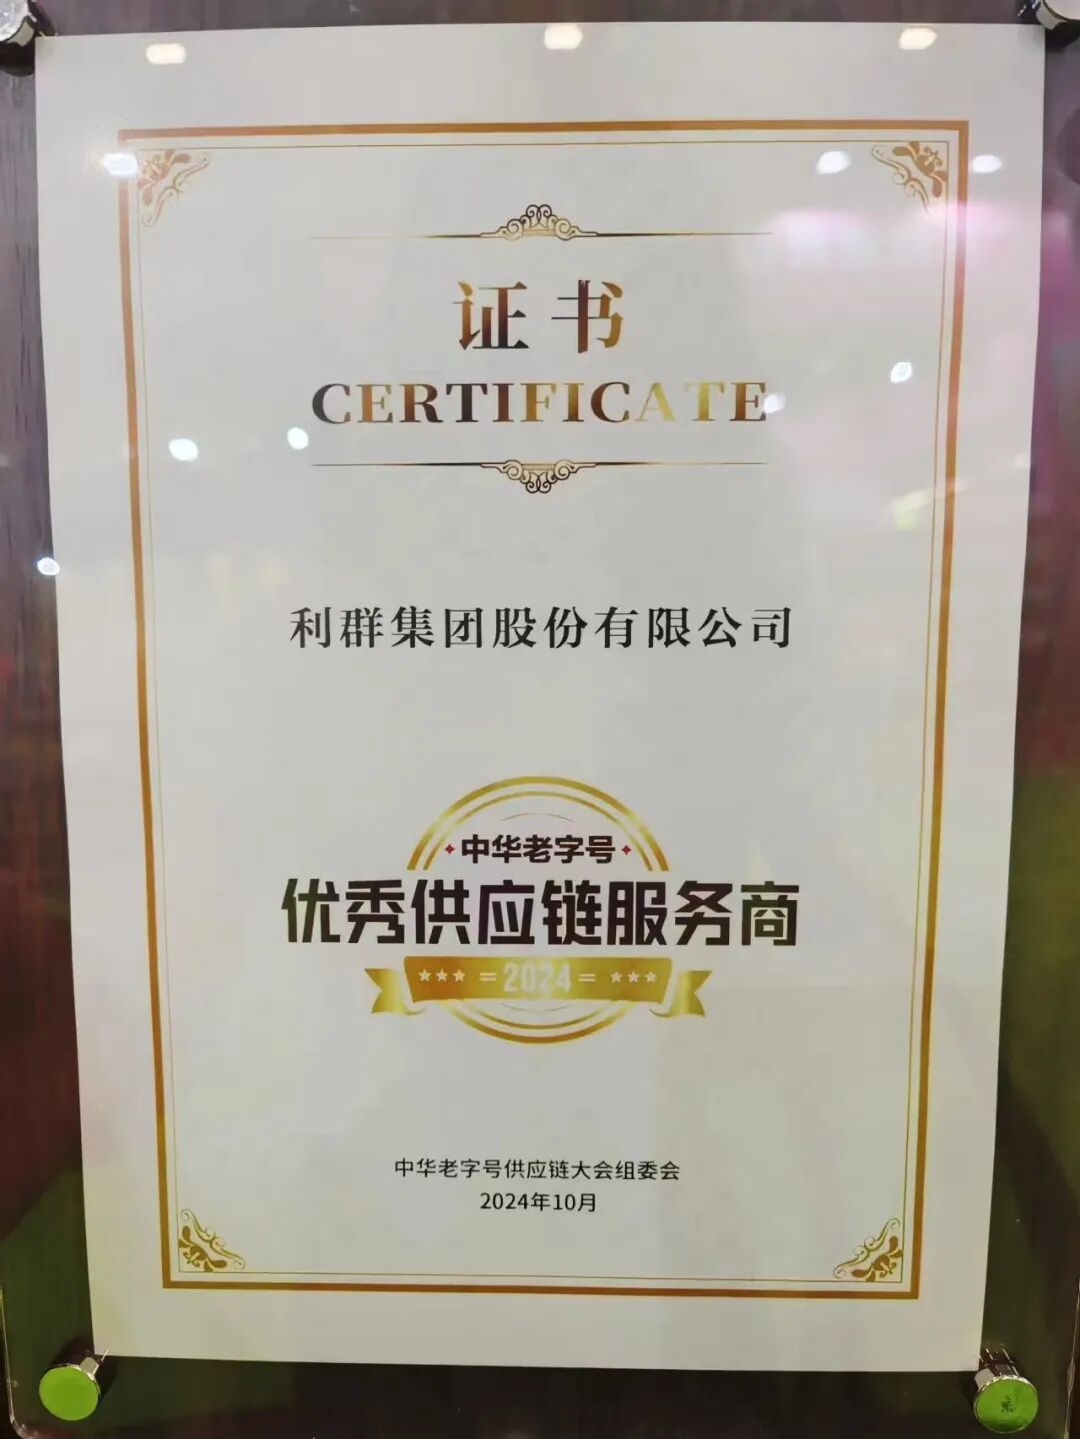 证书
CERTIFICATE
利群集团股份有限公司
中华老字号
优秀供应链服务商
2024
中华老字号供应链大会组委会
2024年10月